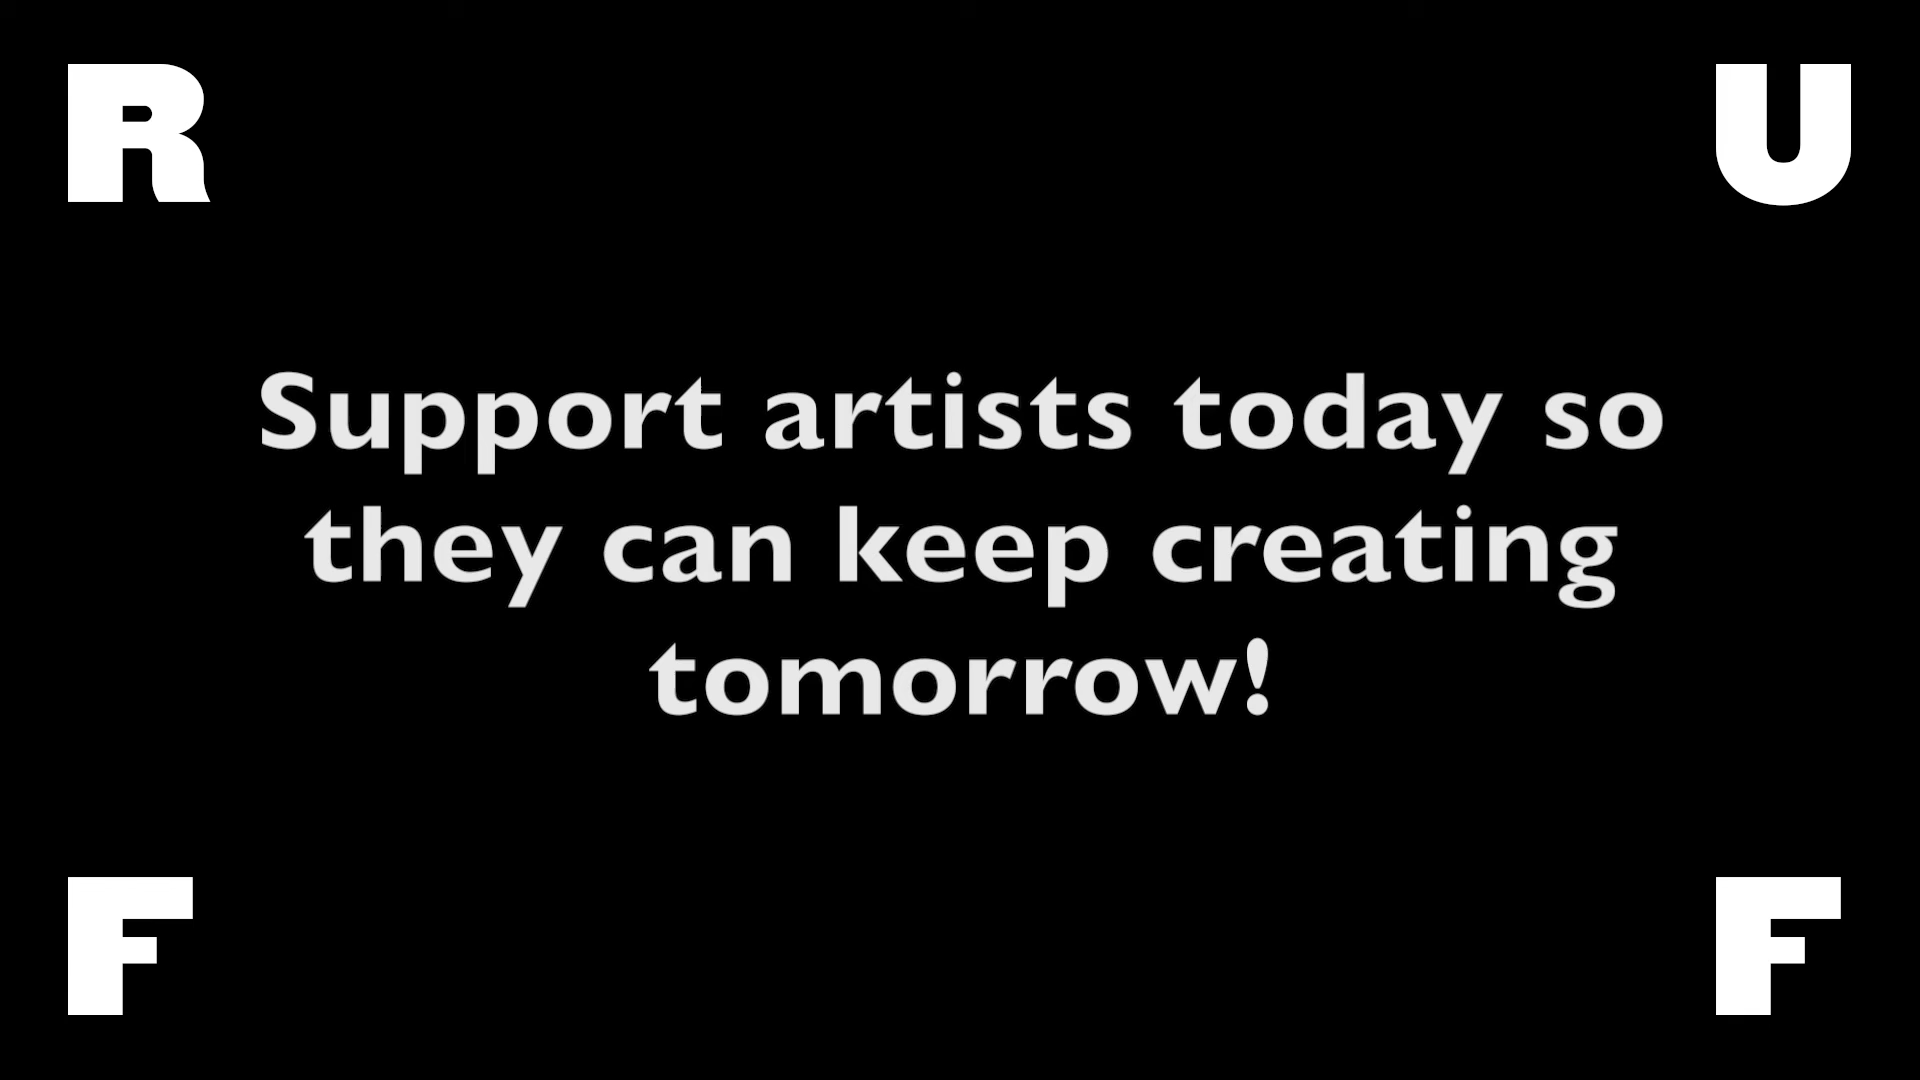 R U
Support artists today so
they can keep creating
tomorrow!
F F